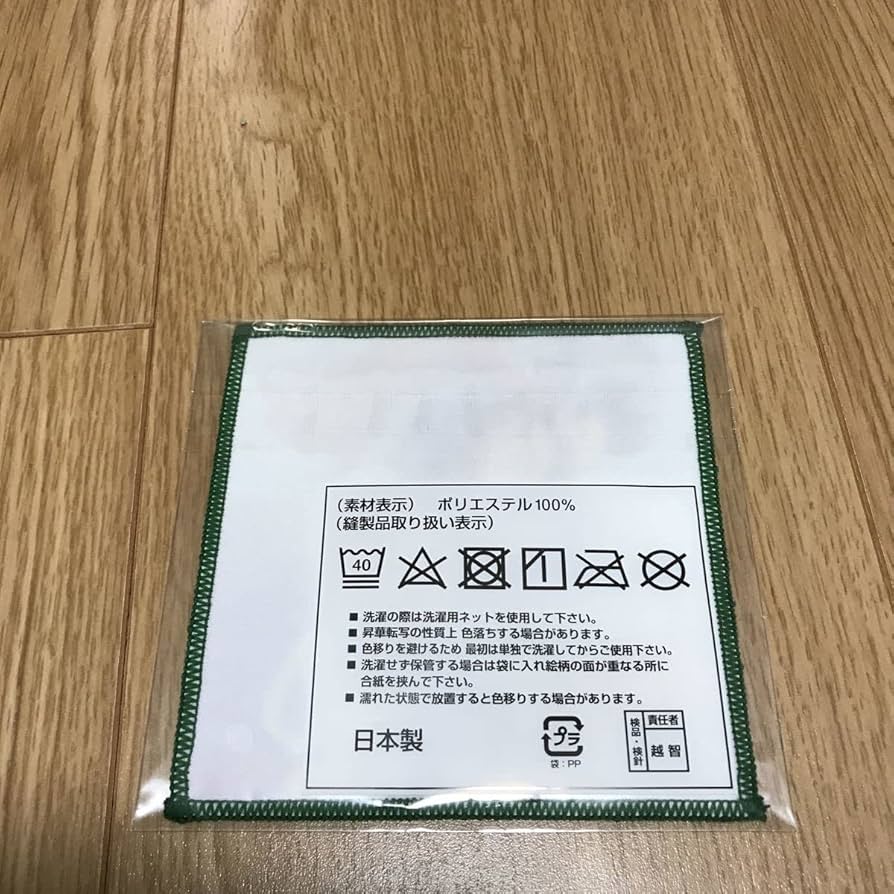 （素材表示）　ポリエステル100%
（縫製品取り扱い表示）
40
■ 洗濯の際は洗濯用ネットを使用して下さい。
■ 昇華転写の性質上 色落ちする場合があります。
■ 色移りを避けるため 最初は単独で洗濯してからご使用下さい。
■ 洗濯せず保管する場合は袋に入れ絵柄の面が重なる所に
合紙を挟んで下さい。
■ 濡れた状態で放置すると色移りする場合があります。
日本製
プラ
袋：PP
検品・検針
責任者
越智